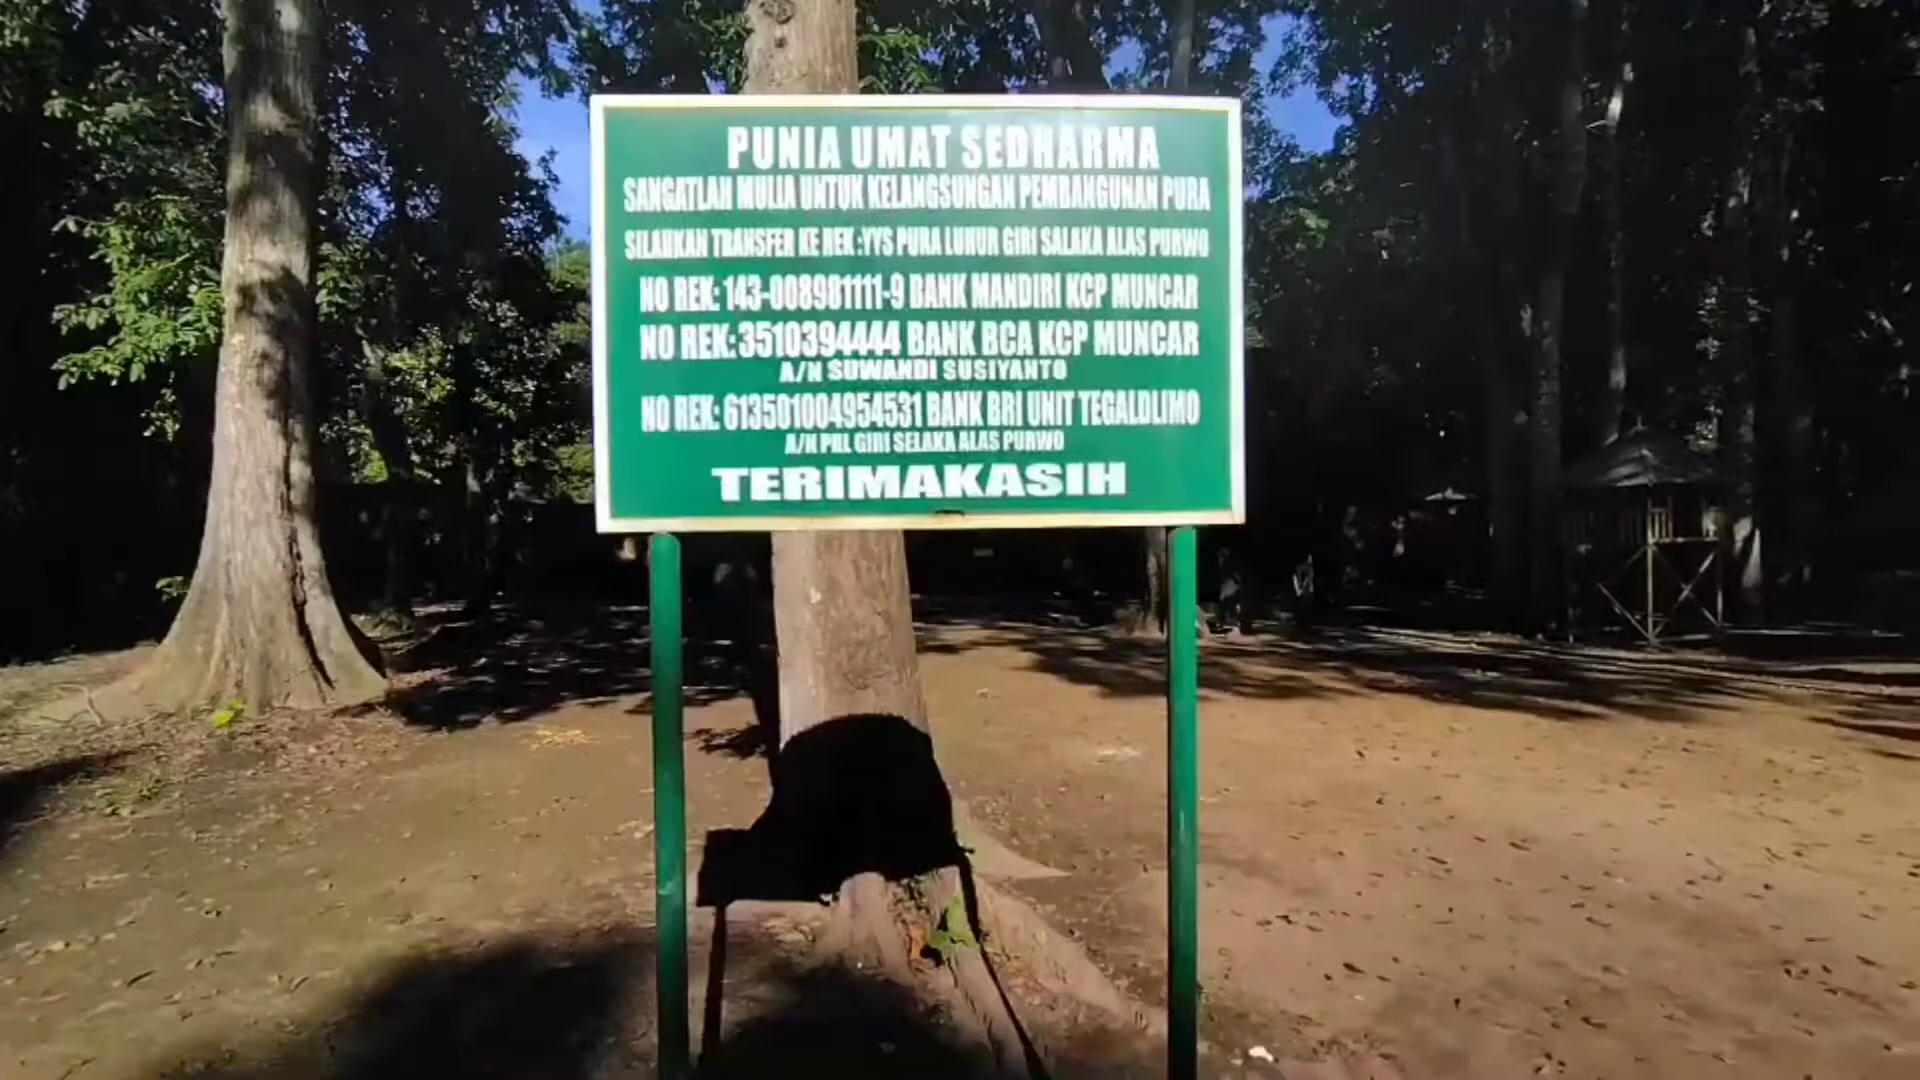 PUNIA UMAT SEDHARMA
SANGATLAH MULIA UNTUK KELANGSUNGAN PEMBANGUNAN PURA
SILAHKAN TRANSFER KE REK :YYS PURA LUHUR GIRI SALAKA ALAS PURWO
NO REK: 143-008981111-9 BANK MANDIRI KCP MUNCAR
NO REK: 3510394444 BANK BCA KCP MUNCAR
A/N SUWANDI SUSIYANTO
NO REK: 613501004954531 BANK BRI UNIT TEGALDLIMO
A/N PHL GIRI SELAKA ALAS PURWO
TERIMAKASIH